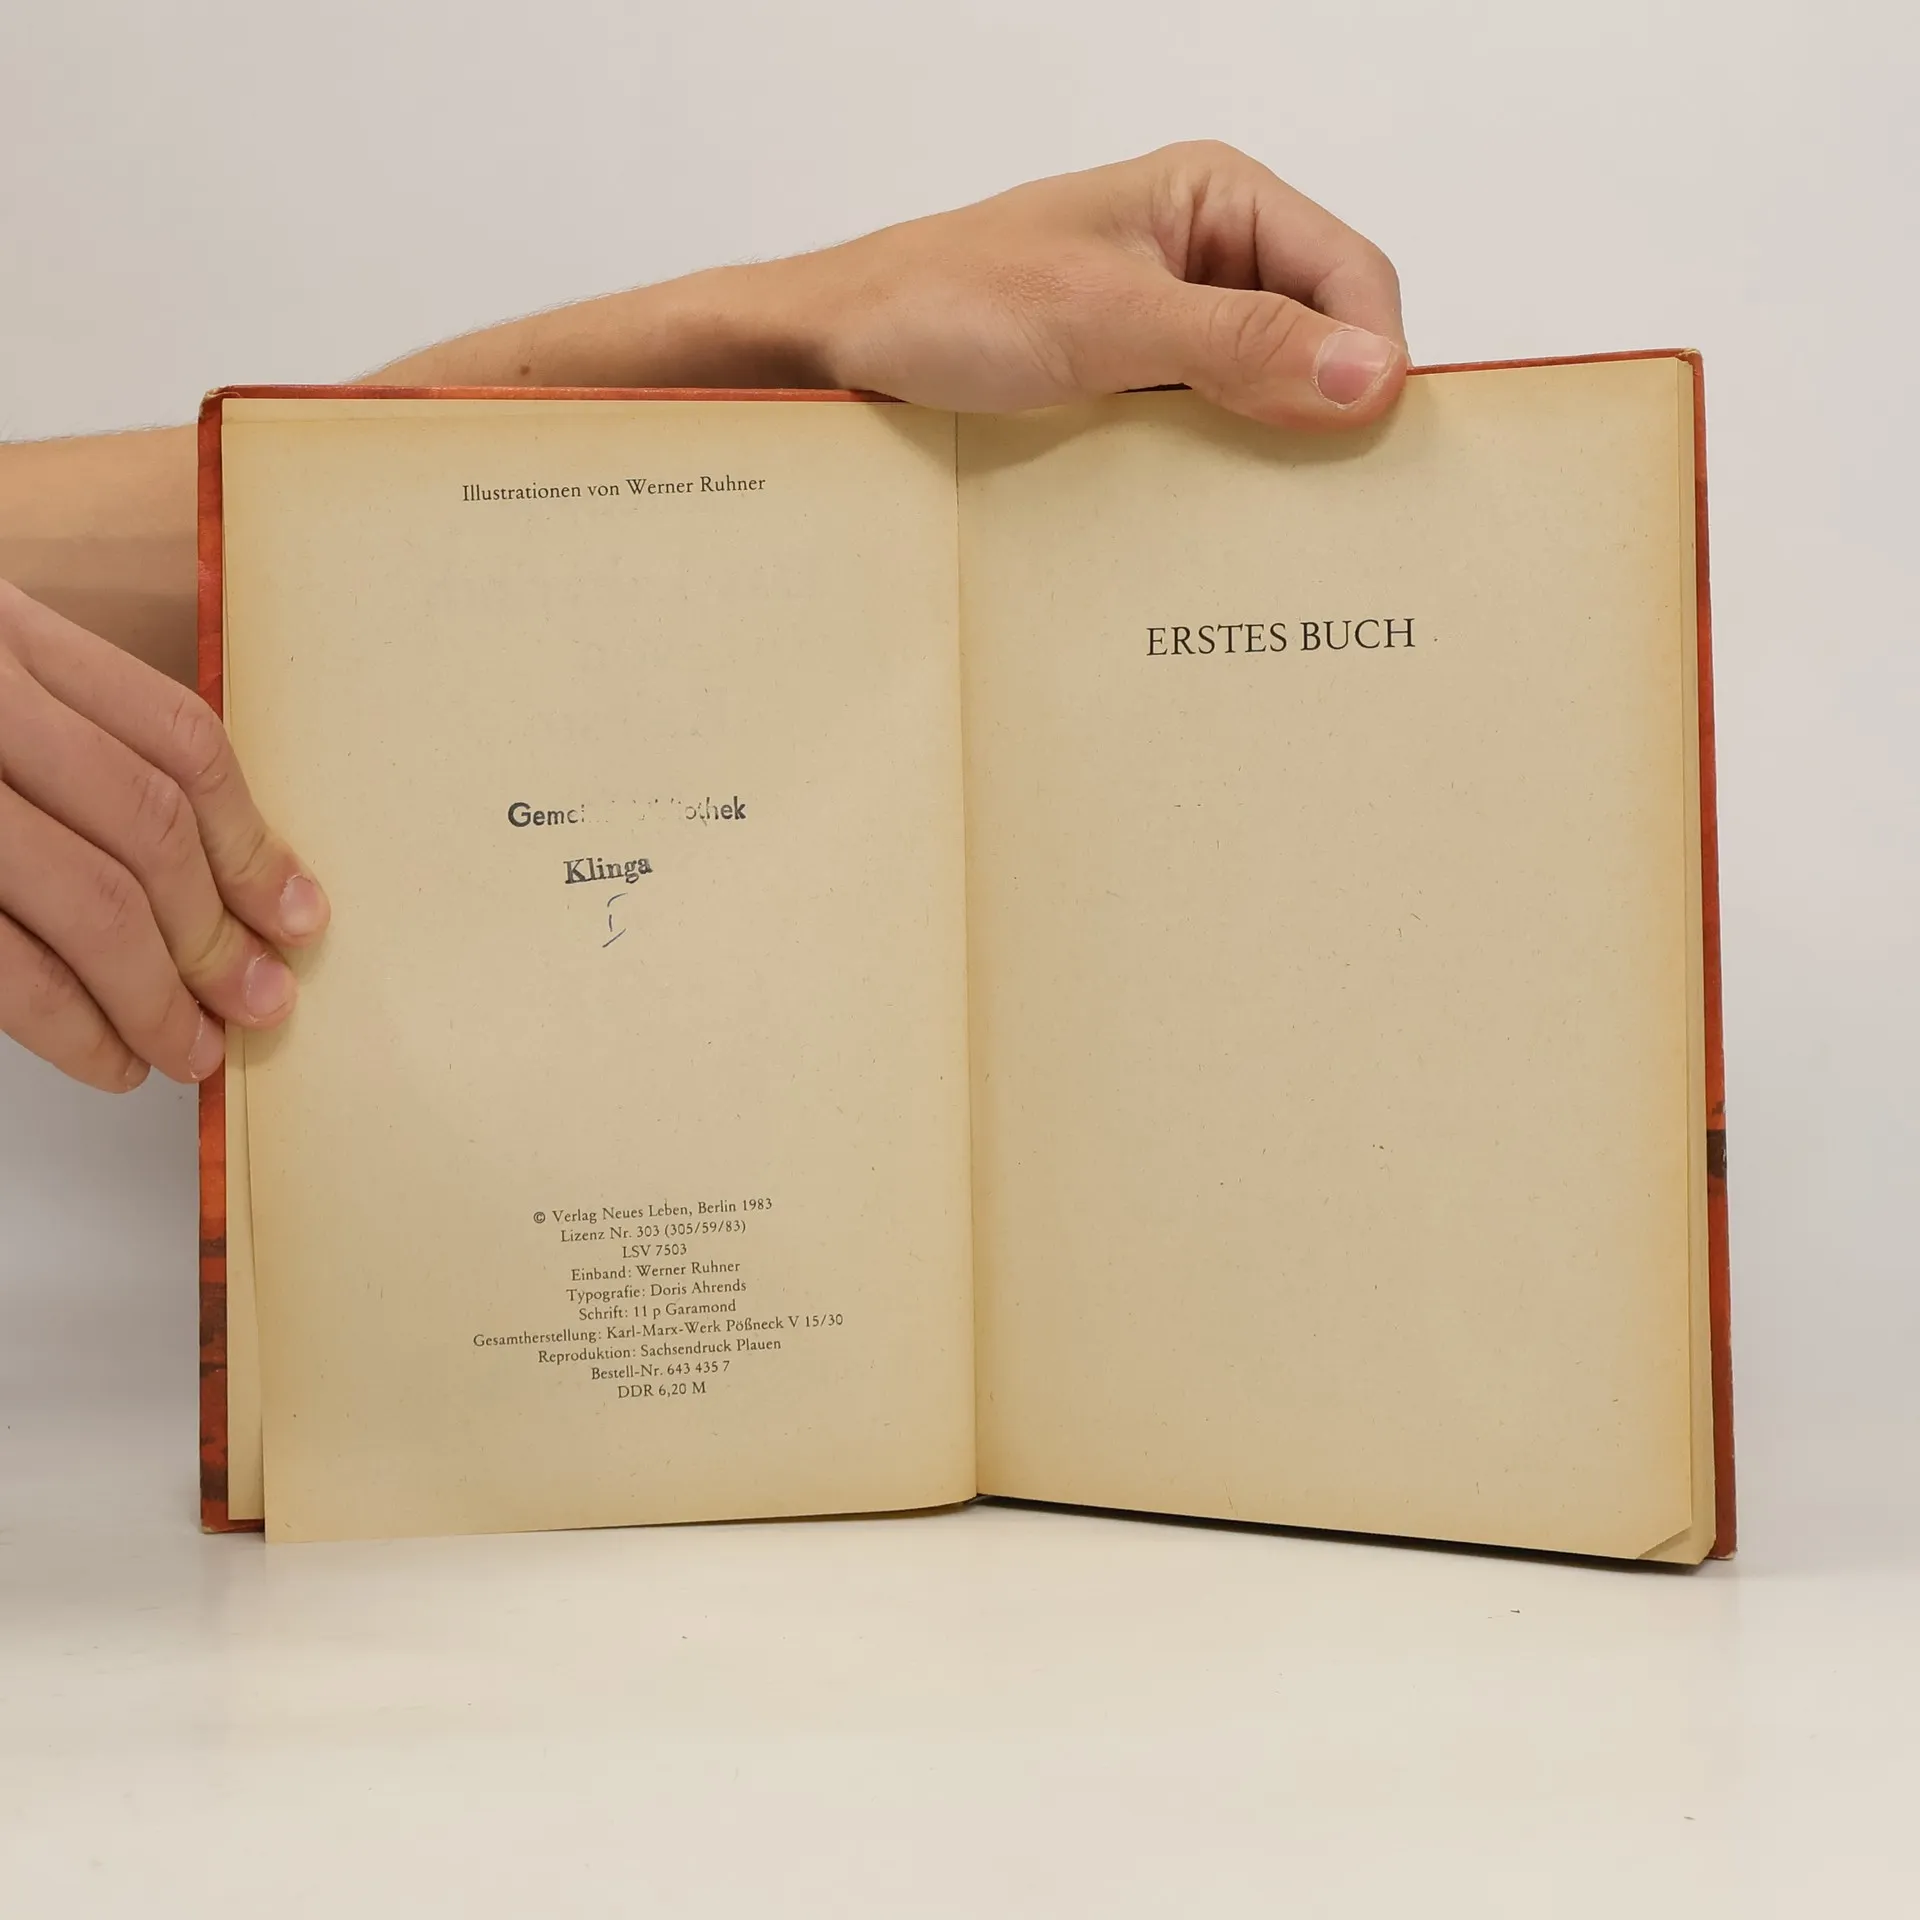 Illustrationen von Werner Ruhner
Klinga
© Verlag Neues Leben, Berlin 1983
Lizenz Nr. 303 (305/59/83)
LSV 7503
Einband: Werner Ruhner
Typografie: Doris Ahrends
Schrift: 11 p Garamond
Gesamtherstellung: Karl-Marx-Werk Pößneck V 15/30
Reproduktion: Sachsendruck Plauen
Bestell-Nr. 643 435 7
DDR 6,20 M
ERSTES BUCH